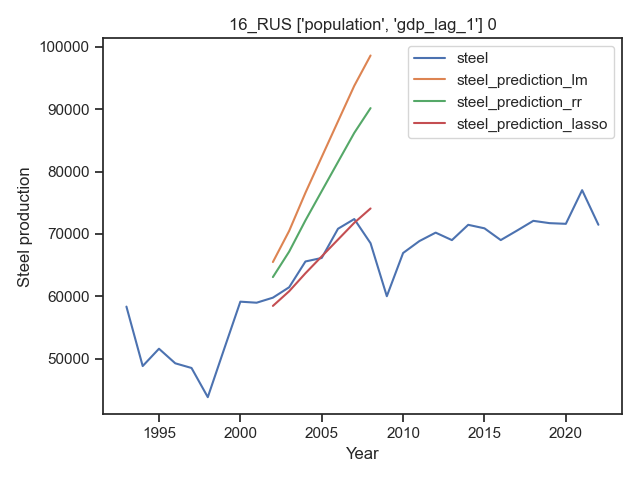 16_RUS ['population', 'gdp_lag_1'] 0
steel
steel_prediction_lm
steel_prediction_rr
steel_prediction_lasso
Steel production
100000
90000
80000
70000
60000
50000
1995 2000 2005 2010 2015 2020
Year